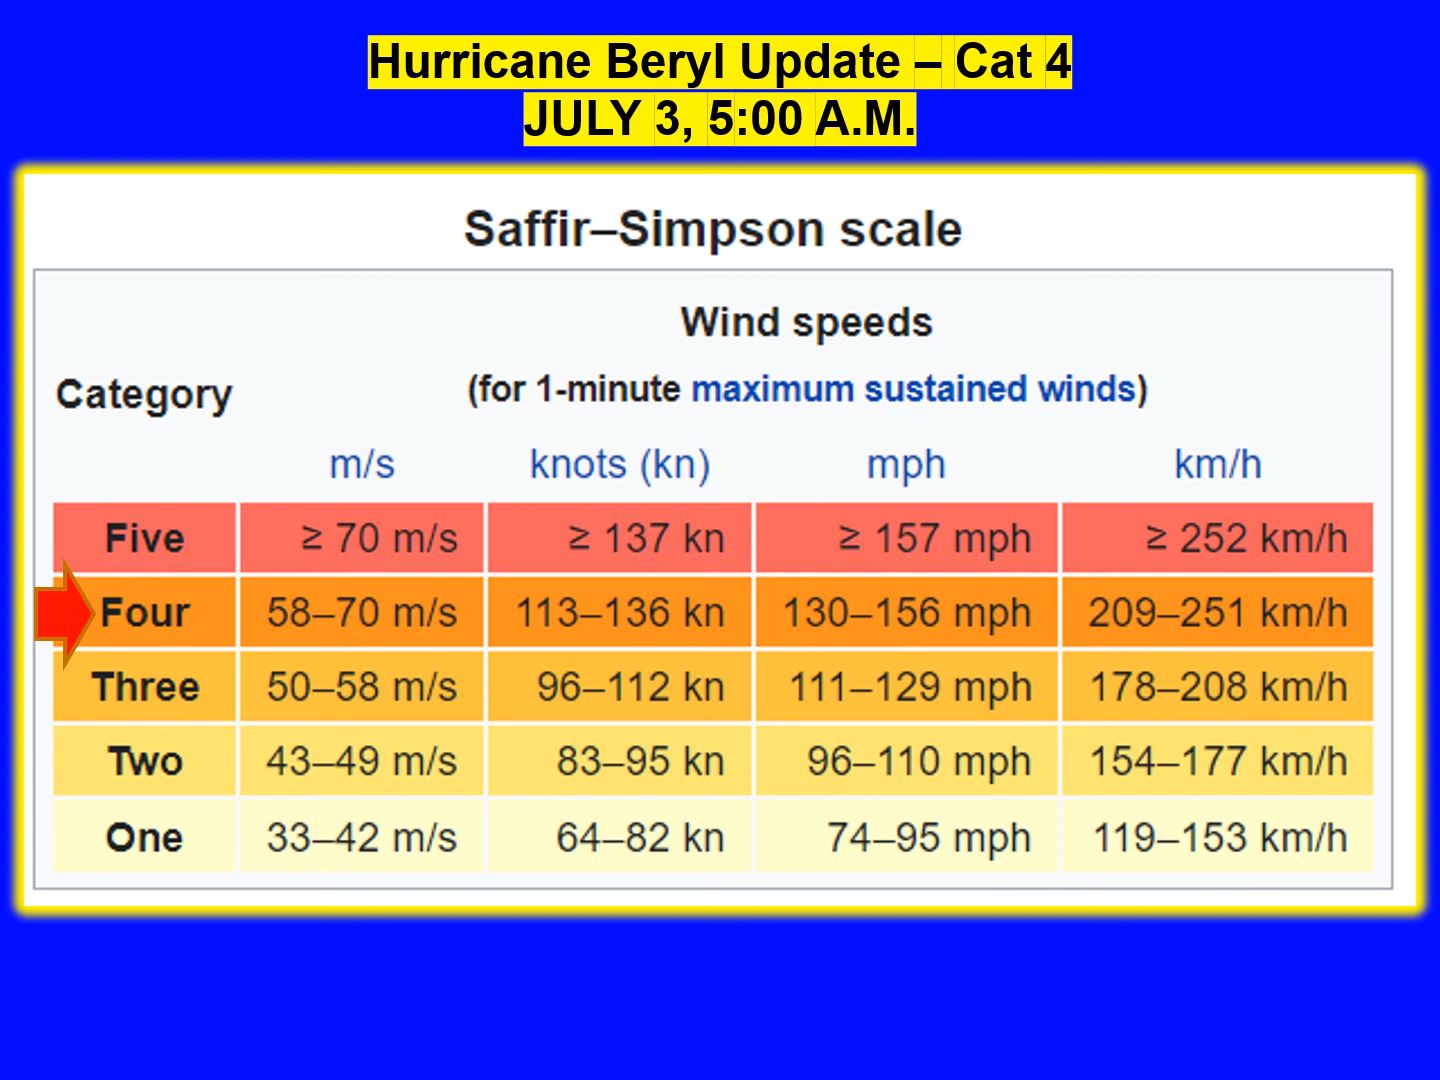 Hurricane Beryl Update – Cat 4
JULY 3, 5:00 A.M.
Saffir–Simpson scale
Wind speeds
(for 1-minute maximum sustained winds)
Category
m/s knots (kn) mph km/h
Five ≥ 70 m/s ≥ 137 kn ≥ 157 mph ≥ 252 km/h
Four 58–70 m/s 113–136 kn 130–156 mph 209–251 km/h
Three 50–58 m/s 96–112 kn 111–129 mph 178–208 km/h
Two 43–49 m/s 83–95 kn 96–110 mph 154–177 km/h
One 33–42 m/s 64–82 kn 74–95 mph 119–153 km/h